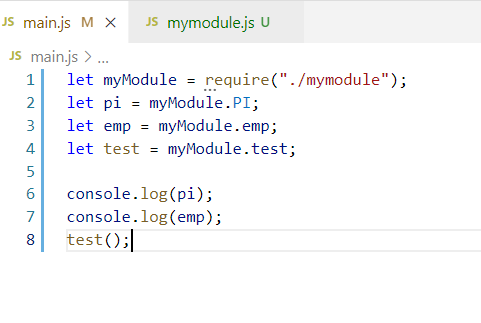 JS main.js M ×
JS mymodule.js U
JS main.js > ...
1 let myModule = require("./mymodule");
2 let pi = myModule.PI;
3 let emp = myModule.emp;
4 let test = myModule.test;
5
6 console.log(pi);
7 console.log(emp);
8 test();